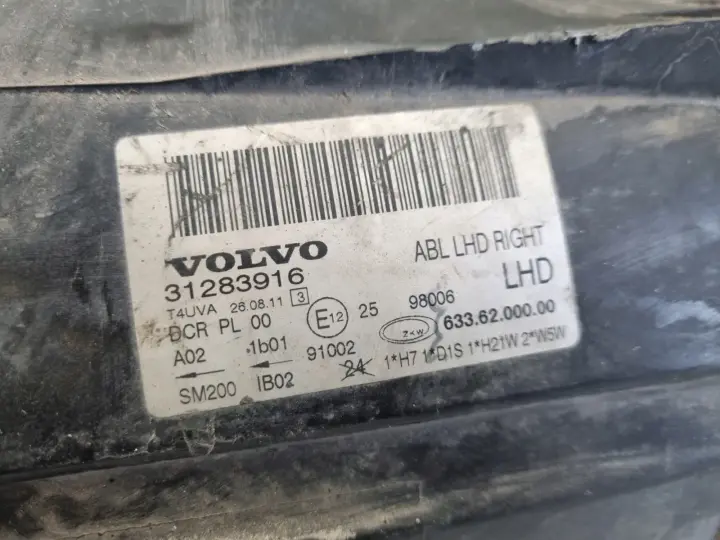 VOLVO
31283916
ABL LHD RIGHT
LHD
T4UVA 26.08.11 3
DCR PL 00
E12 25
98006
ZKW 633.62.000.00
A02 1b01 91002
24 1*H7 1*D1S 1*H21W 2*W5W
SM200 IB02